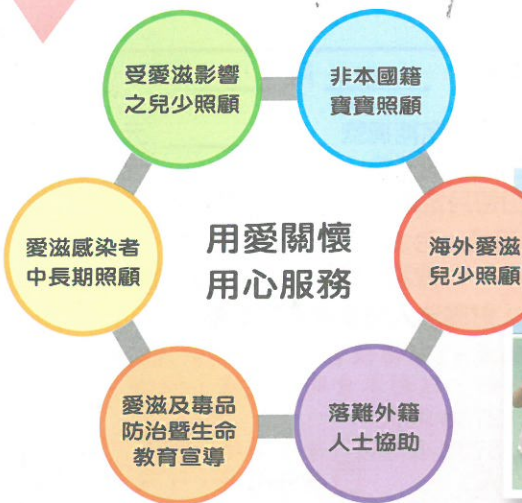 受愛滋影響
之兒少照顧
非本國籍
寶寶照顧
愛滋感染者
中長期照顧
用愛關懷
用心服務
海外愛滋
兒少照顧
愛滋及毒品
防治暨生命
教育宣導
落難外籍
人士協助